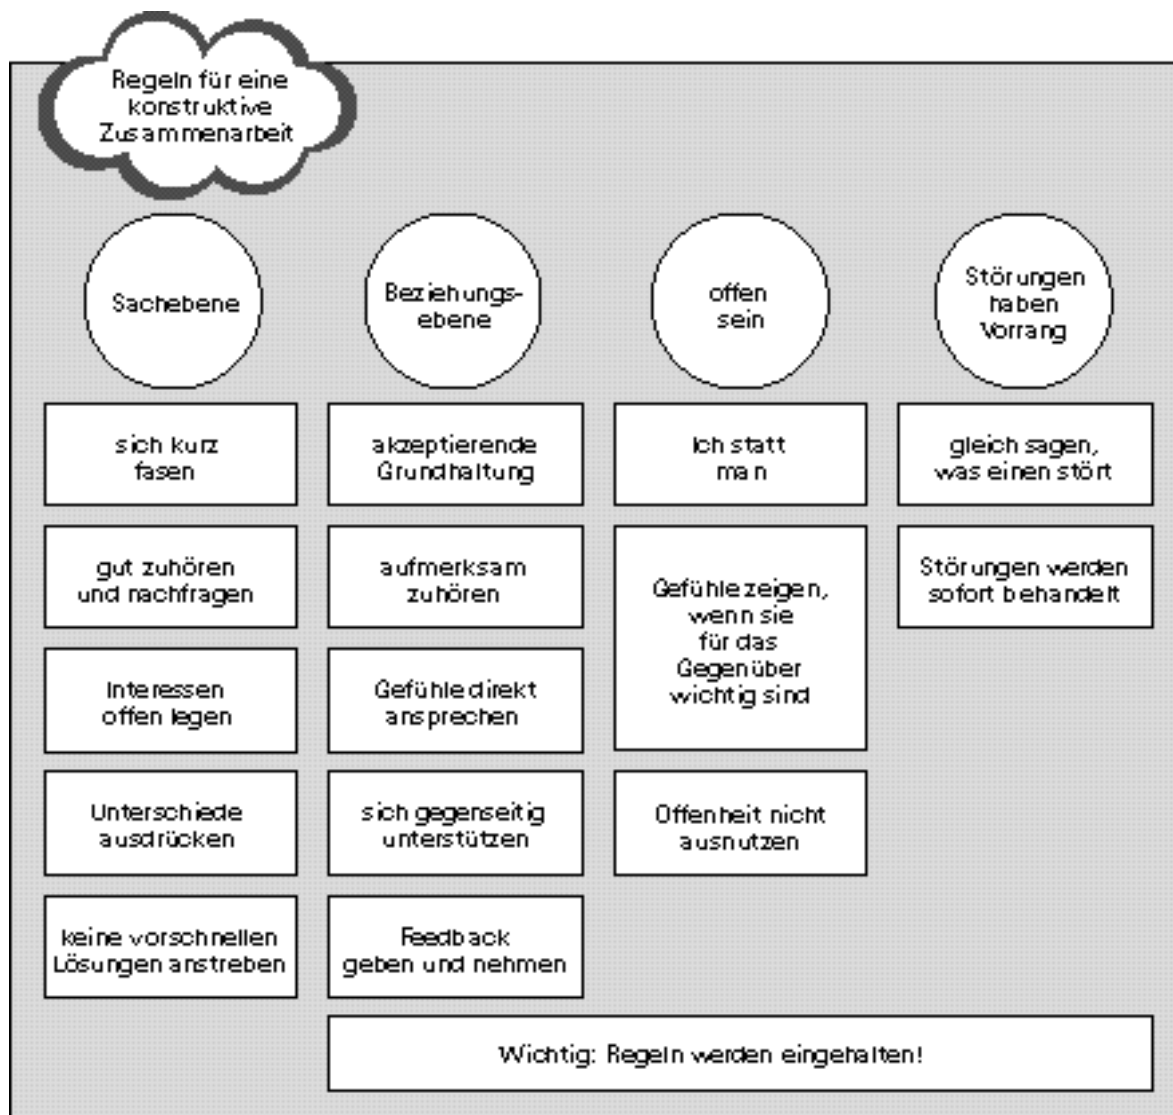 Regeln für eine
konstruktive
Zusammenarbeit
Sachebene
Beziehungs-
ebene
offen
sein
Störungen
haben
Vorrang
sich kurz
fasen
gut zuhören
und nachfragen
Interessen
offen legen
Unterschiede
ausdrücken
keine vorschnellen
Lösungen anstreben
akzeptierende
Grundhaltung
aufmerksam
zuhören
Gefühle direkt
ansprechen
sich gegenseitig
unterstützen
Feedback
geben und nehmen
Ich statt
man
Gefühle zeigen,
wenn sie
für das
Gegenüber
wichtig sind
Offenheit nicht
ausnutzen
gleich sagen,
was einen stört
Störungen werden
sofort behandelt
Wichtig: Regeln werden eingehalten!